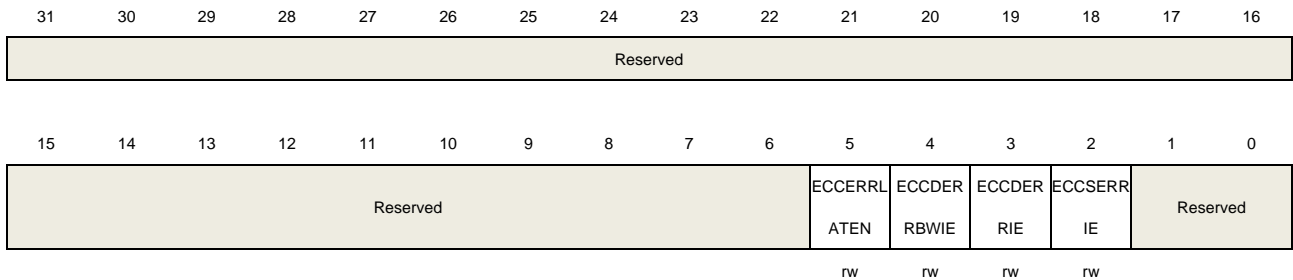 31 30 29 28 27 26 25 24 23 22 21 20 19 18 17 16
Reserved
15 14 13 12 11 10 9 8 7 6 5 4 3 2 1 0
Reserved
ECCERRL ECCDER ECCDER ECCSERR
ATEN RBWIE RIE IE
Reserved
rw rw rw rw